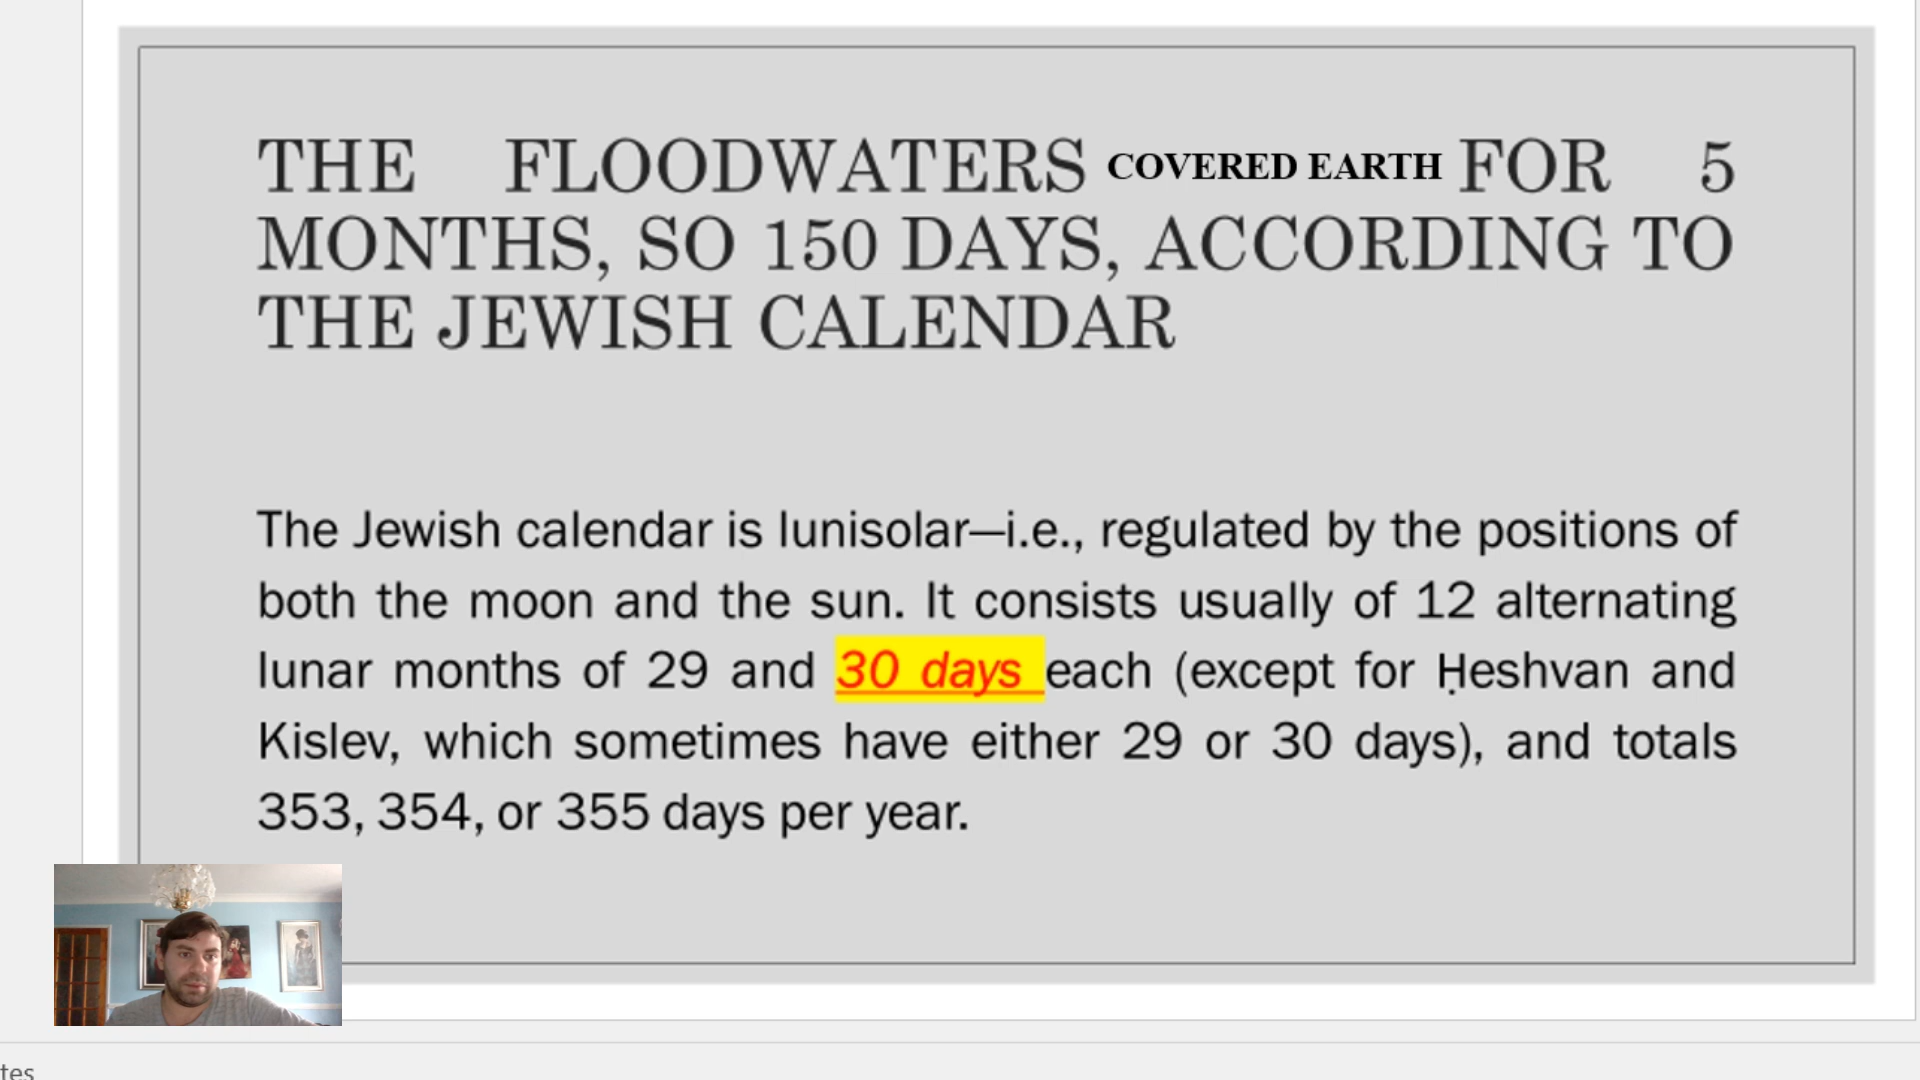 THE FLOODWATERS COVERED EARTH FOR 5
MONTHS, SO 150 DAYS, ACCORDING TO
THE JEWISH CALENDAR
The Jewish calendar is lunisolar—i.e., regulated by the positions of
both the moon and the sun. It consists usually of 12 alternating
lunar months of 29 and 30 days each (except for Ḥeshvan and
Kislev, which sometimes have either 29 or 30 days), and totals
353, 354, or 355 days per year.
tes